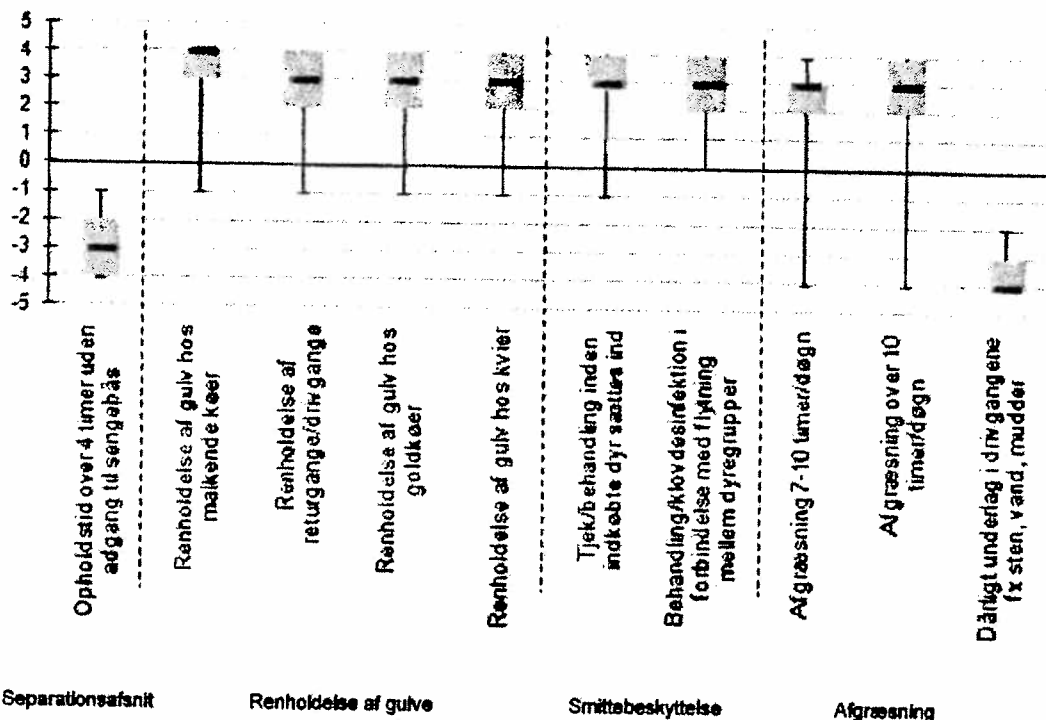 5
4
3
2
1
0
-1
-2
-3
-4
-5
Opholdstid over 4 timer uden
adgang til sengebås
Renholdelse af gulv hos
malkende køer
Renholdelse af
returgange/drivgange
Renholdelse af gulv hos
goldkøer
Renholdelse af gulv hos kvier
Tjek/behandling inden
indkøbte dyr sættes ind
Behandling/klovdesinfektion i
forbindelse med flytning
mellem dyregrupper
Afgræsning 7-10 timer/døgn
Afgræsning over 10
timer/døgn
Dårligt underlag i drivgangene
fx sten, vand, mudder
Separationsafsnit
Renholdelse af gulve
Smittebeskyttelse
Afgræsning